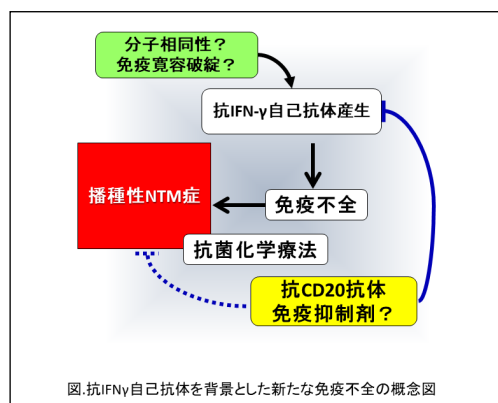 分子相同性？
免疫寛容破綻？
抗IFN-γ自己抗体産生
播種性NTM症
免疫不全
抗菌化学療法
抗CD20抗体
免疫抑制剤？
図.抗IFNγ自己抗体を背景とした新たな免疫不全の概念図